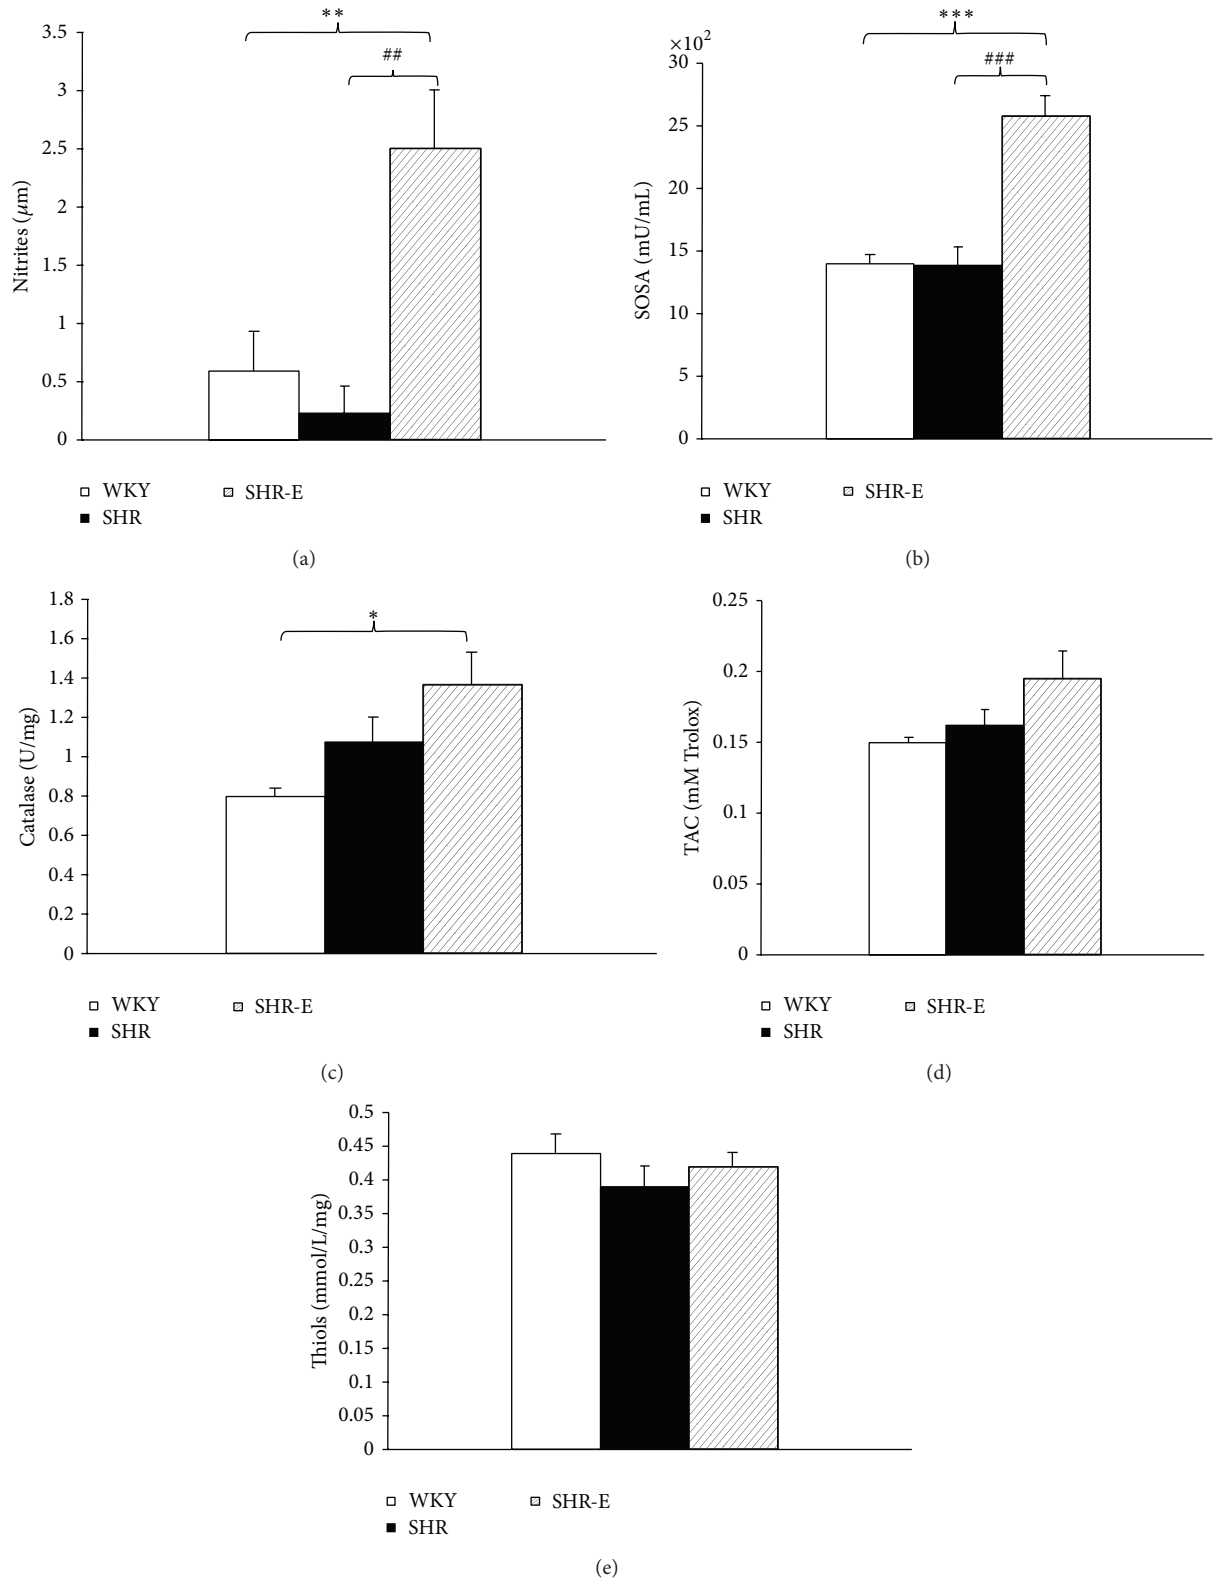 **
##
3.5
3
2.5
2
1.5
1
0.5
0
Nitrites (μm)
WKY
SHR-E
SHR
(a)
***
###
×10²
30
25
20
15
10
5
0
SOSA (mU/mL)
WKY
SHR-E
SHR
(b)
*
1.8
1.6
1.4
1.2
1
0.8
0.6
0.4
0.2
0
Catalase (U/mg)
WKY
SHR-E
SHR
(c)
0.25
0.2
0.15
0.1
0.05
0
TAC (mM Trolox)
WKY
SHR-E
SHR
(d)
0.5
0.45
0.4
0.35
0.3
0.25
0.2
0.15
0.1
0.05
0
Thiols (mmol/L/mg)
WKY
SHR-E
SHR
(e)